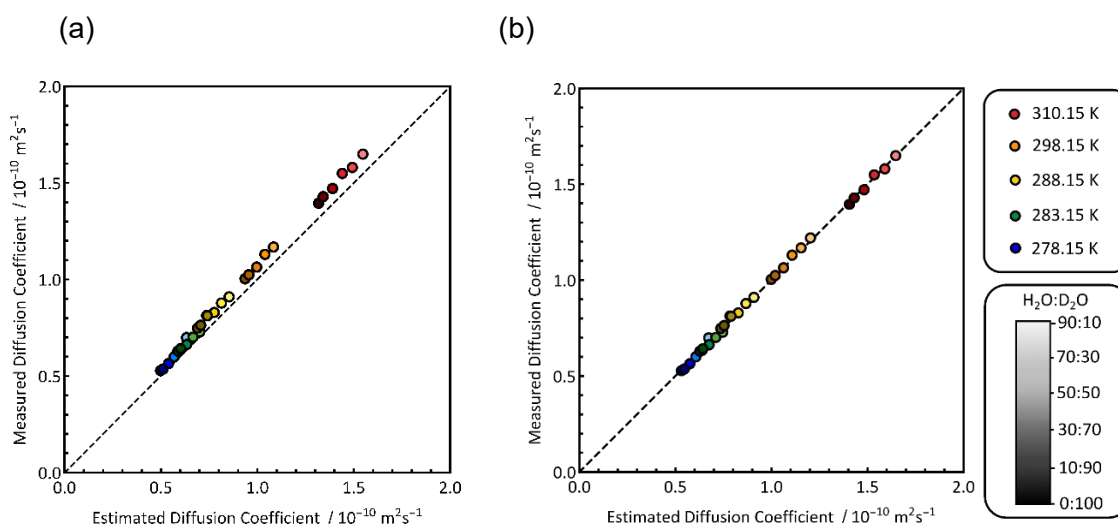 (a)
(b)
Measured Diffusion Coefficient / 10⁻¹⁰ m²s⁻¹
2.0
1.5
1.0
0.5
0.0
0.0 0.5 1.0 1.5 2.0
Estimated Diffusion Coefficient / 10⁻¹⁰ m²s⁻¹
Measured Diffusion Coefficient / 10⁻¹⁰ m²s⁻¹
2.0
1.5
1.0
0.5
0.0
0.0 0.5 1.0 1.5 2.0
Estimated Diffusion Coefficient / 10⁻¹⁰ m²s⁻¹
310.15 K
298.15 K
288.15 K
283.15 K
278.15 K
H₂O:D₂O
90:10
70:30
50:50
30:70
10:90
0:100